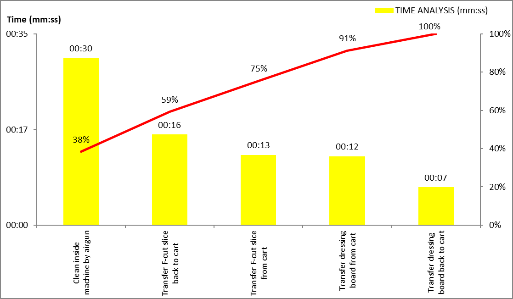 Time (mm:ss)
TIME ANALYSIS (mm:ss)
00:35
00:17
00:00
100%
80%
60%
40%
20%
0%
00:30
00:16
00:13
00:12
00:07
38%
59%
75%
91%
100%
Clean inside
machine by airgun
Transfer F-cut slice
back to cart
Transfer F-cut slice
from cart
Transfer dressing
board from cart
Transfer dressing
board back to cart